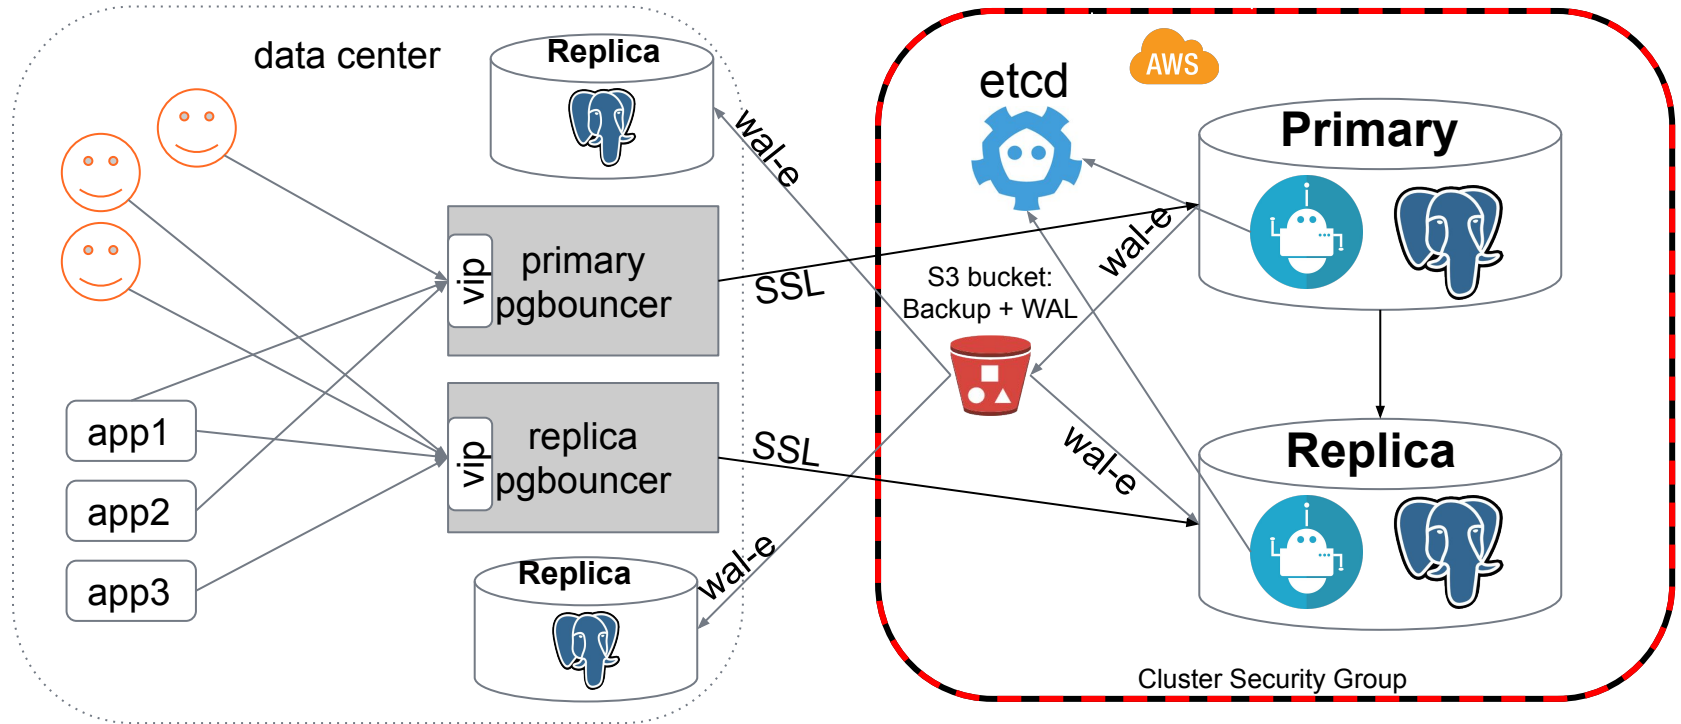 data center
Replica
wal-e
vip
primary
pgbouncer
SSL
vip
replica
pgbouncer
SSL
app1
app2
app3
Replica
wal-e
etcd
AWS
Primary
wal-e
S3 bucket:
Backup + WAL
wal-e
Replica
Cluster Security Group